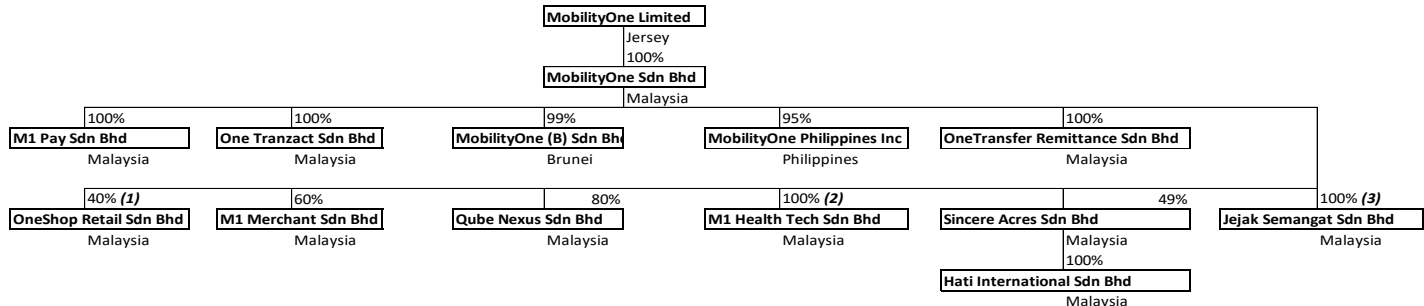 MobilityOne Limited
Jersey
100%
MobilityOne Sdn Bhd
Malaysia
100% 100% 99% 95% 100%
M1 Pay Sdn Bhd One Tranzact Sdn Bhd MobilityOne (B) Sdn Bh MobilityOne Philippines Inc OneTransfer Remittance Sdn Bhd
Malaysia Malaysia Brunei Philippines Malaysia
40% (1) 60% 80% 100% (2) 49% 100% (3)
OneShop Retail Sdn Bhd M1 Merchant Sdn Bhd Qube Nexus Sdn Bhd M1 Health Tech Sdn Bhd Sincere Acres Sdn Bhd Jejak Semangat Sdn Bhd
Malaysia Malaysia Malaysia Malaysia Malaysia Malaysia
100%
Hati International Sdn Bhd
Malaysia